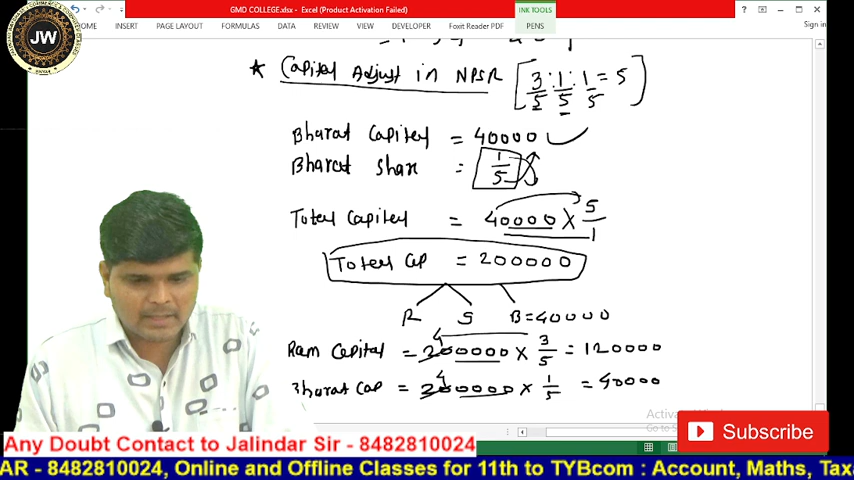 GMD COLLEGE.xlsx - Excel (Product Activation Failed)
INK TOOLS
Sign in
HOME INSERT PAGE LAYOUT FORMULAS DATA REVIEW VIEW DEVELOPER Foxit Reader PDF PENS
JW
★ Capital Adjust in NPSR [3/5 : 1/5 : 1/5 = 5]
Bharat Capital = 40000 ✓
Bharat Share = 1/5
Total Capital = 40000 × 5/1
Total Cap = 200000
R S B=40000
Ram Capital = 200000 × 3/5 = 120000
4
Bharat Cap = 200000 × 1/5 = 40000
4
Subscribe
Any Doubt Contact to Jalindar Sir - 8482810024
AR - 8482810024, Online and Offline Classes for 11th to TYBcom : Account, Maths, Tax